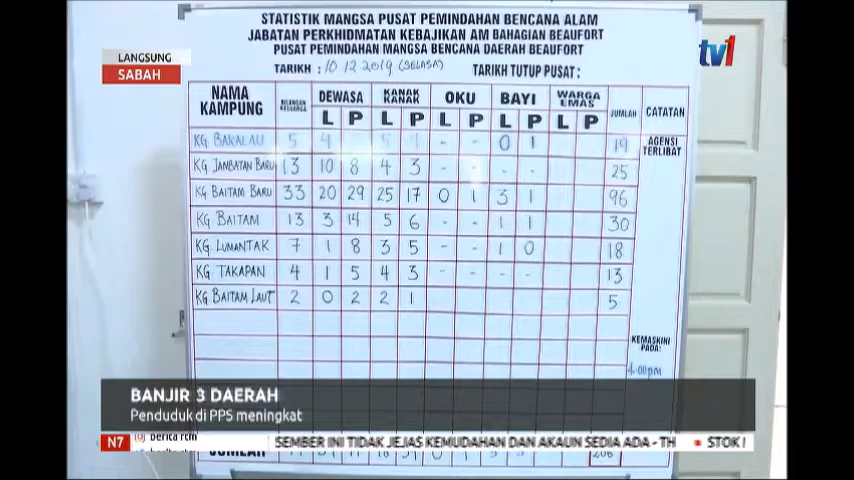 STATISTIK MANGSA PUSAT PEMINDAHAN BENCANA ALAM
JABATAN PERKHIDMATAN KEBAJIKAN AM BAHAGIAN BEAUFORT
PUSAT PEMINDAHAN MANGSA BENCANA DAERAH BEAUFORT
TARIKH : 10.12.2019 (SELASA) TARIKH TUTUP PUSAT :
LANGSUNG
SABAH
tv1
NAMA KAMPUNG BILANGAN KELUARGA DEWASA KANAK KANAK OKU BAYI WARGA EMAS JUMLAH CATATAN
L P L P L P L P L P
KG BAKALAU 5 4 5 4 - - 0 1 19 AGENSI TERLIBAT
KG JAMBATAN BARU 13 10 8 4 3 - - - - 25
KG BAITAM BARU 33 20 29 25 17 0 1 3 1 96
KG BAITAM 13 3 14 5 6 - - 1 1 30
KG LUMANTAK 7 1 8 3 5 - - 1 0 18
KG TAKAPAN 4 1 5 4 3 - - - - 13
KG BAITAM LAUT 2 0 2 2 1 5
KEMASKINI PADA:
4.00pm
BANJIR 3 DAERAH
Penduduk di PPS meningkat
N7 berita rtm SEMBER INI TIDAK JEJAS KEMUDAHAN DAN AKAUN SEDIA ADA - TH STOK
JUMLAH 206